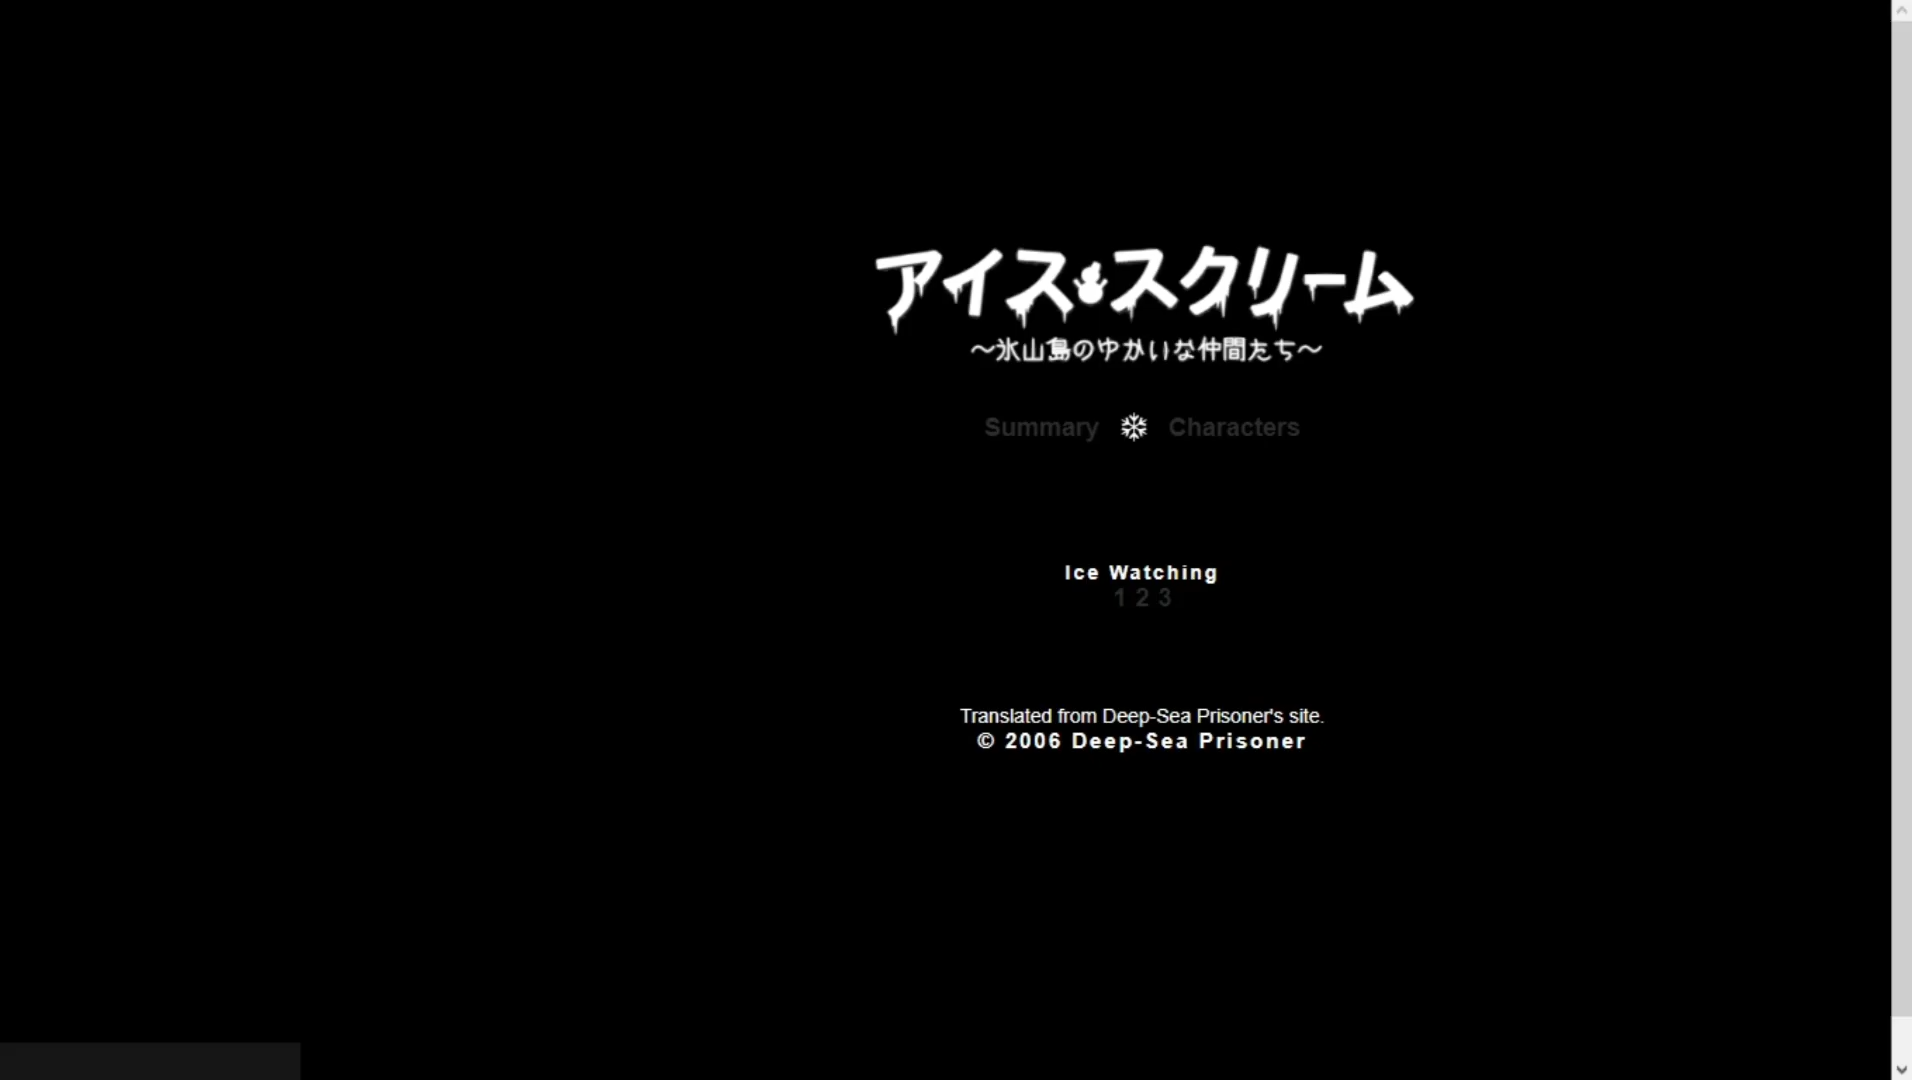 アイス・スクリーム
～氷山島のゆかいな仲間たち～
Summary ❄ Characters
Ice Watching
1 2 3
Translated from Deep-Sea Prisoner's site.
© 2006 Deep-Sea Prisoner